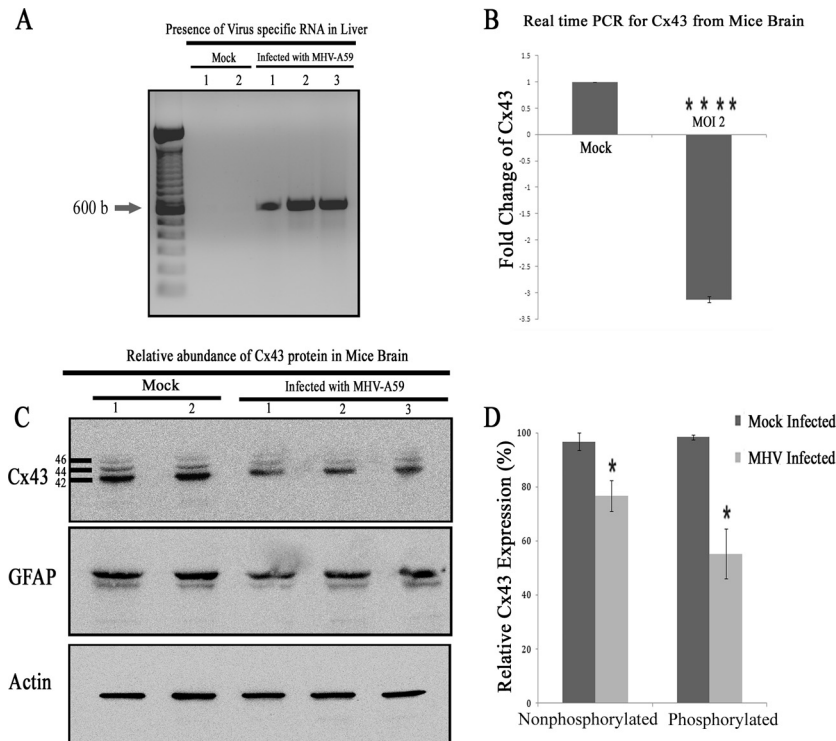 A
Presence of Virus specific RNA in Liver
Mock Infected with MHV-A59
1 2 1 2 3
600 b
B
Real time PCR for Cx43 from Mice Brain
Fold Change of Cx43
1.5
1
0.5
0
-0.5
-1
-1.5
-2
-2.5
-3
-3.5
Mock
****
MOI 2
Relative abundance of Cx43 protein in Mice Brain
Mock Infected with MHV-A59
C
1 2 1 2 3
Cx43
46
44
42
GFAP
Actin
D
Mock Infected
MHV Infected
Relative Cx43 Expression (%)
100
80
60
40
20
0
*
*
Nonphosphorylated Phosphorylated